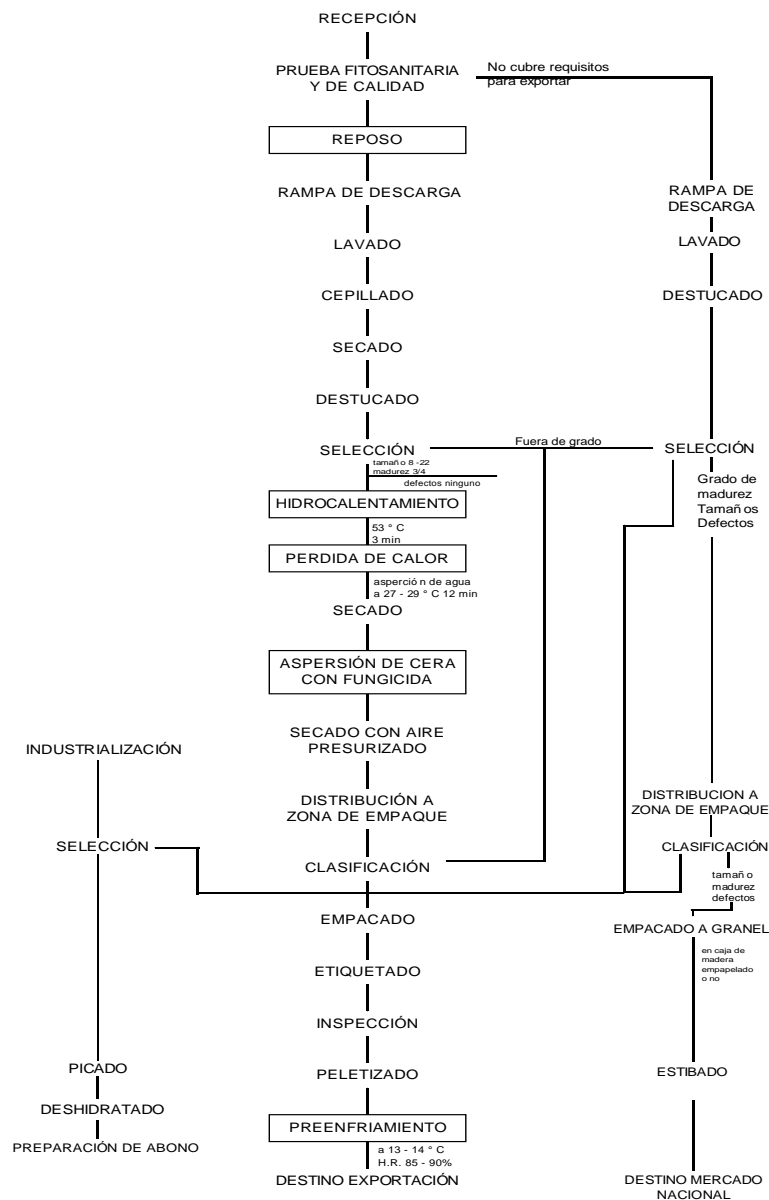 RECEPCIÓN
PRUEBA FITOSANITARIA
Y DE CALIDAD
No cubre requisitos
para exportar
REPOSO
RAMPA DE DESCARGA
RAMPA DE
DESCARGA
LAVADO
LAVADO
CEPILLADO
DESTUCADO
SECADO
DESTUCADO
SELECCIÓN
Fuera de grado
SELECCIÓN
tamaño 8 -22
madurez 3/4
defectos ninguno
Grado de
madurez
Tamaños
Defectos
HIDROCALENTAMIENTO
53 ° C
3 min
PERDIDA DE CALOR
asperción de agua
a 27 - 29 ° C 12 min
SECADO
ASPERSIÓN DE CERA
CON FUNGICIDA
SECADO CON AIRE
PRESURIZADO
INDUSTRIALIZACIÓN
DISTRIBUCIÓN A
ZONA DE EMPAQUE
DISTRIBUCION A
ZONA DE EMPAQUE
SELECCIÓN
CLASIFICACIÓN
CLASIFICACIÓN
tamaño
madurez
defectos
EMPACADO
EMPACADO A GRANEL
en caja de
madera
empapelado
o no
ETIQUETADO
INSPECCIÓN
PICADO
PELETIZADO
ESTIBADO
DESHIDRATADO
PREENFRIAMIENTO
PREPARACIÓN DE ABONO
a 13 - 14 ° C
H.R. 85 - 90%
DESTINO EXPORTACIÓN
DESTINO MERCADO
NACIONAL